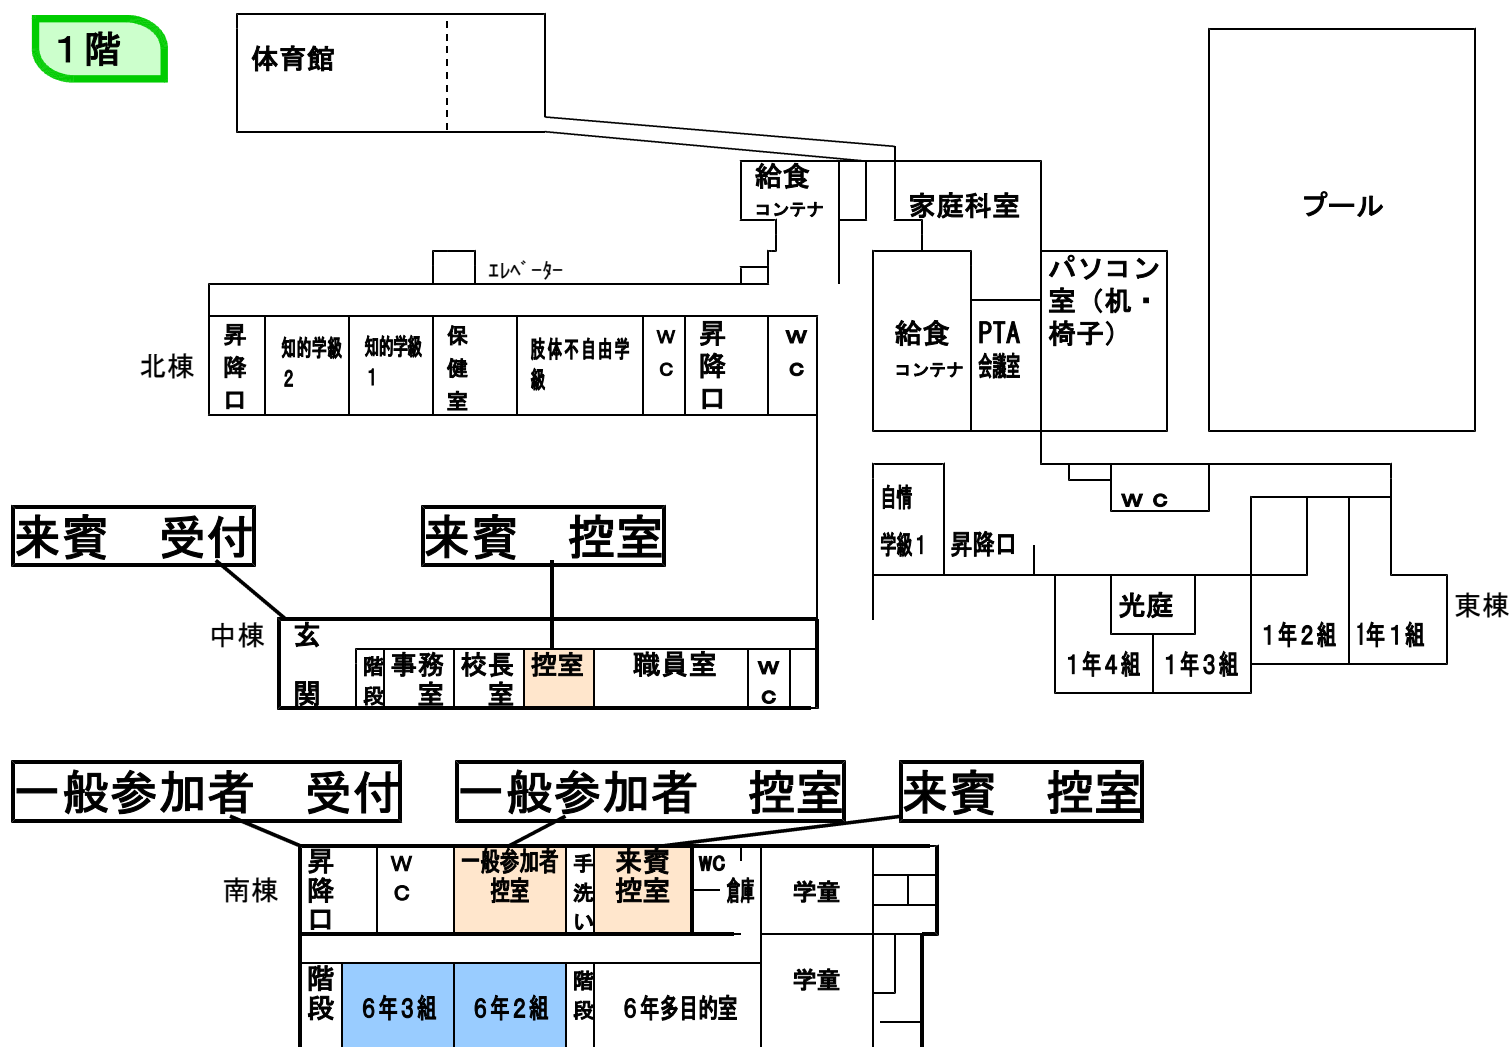 １階
体育館
給食
コンテナ
家庭科室
プール
ｴﾚﾍﾞｰﾀｰ
パソコン
室（机・
椅子）
給食
コンテナ
PTA
会議室
北棟
昇
降
口
知的学級
２
知的学級
１
保
健
室
肢体不自由学
級
Ｗ
Ｃ
昇
降
口
Ｗ
Ｃ
自情
学級１
昇降口
ＷＣ
光庭
１年４組
１年３組
１年２組
１年１組
東棟
来賓　受付
来賓　控室
中棟
玄
関
階
段
事務
室
校長
室
控室
職員室
Ｗ
Ｃ
一般参加者　受付
一般参加者　控室
来賓　控室
南棟
昇
降
口
Ｗ
Ｃ
一般参加者
控室
手
洗
い
来賓
控室
WC
倉庫
学童
階
段
６年３組
６年２組
階
段
６年多目的室
学童